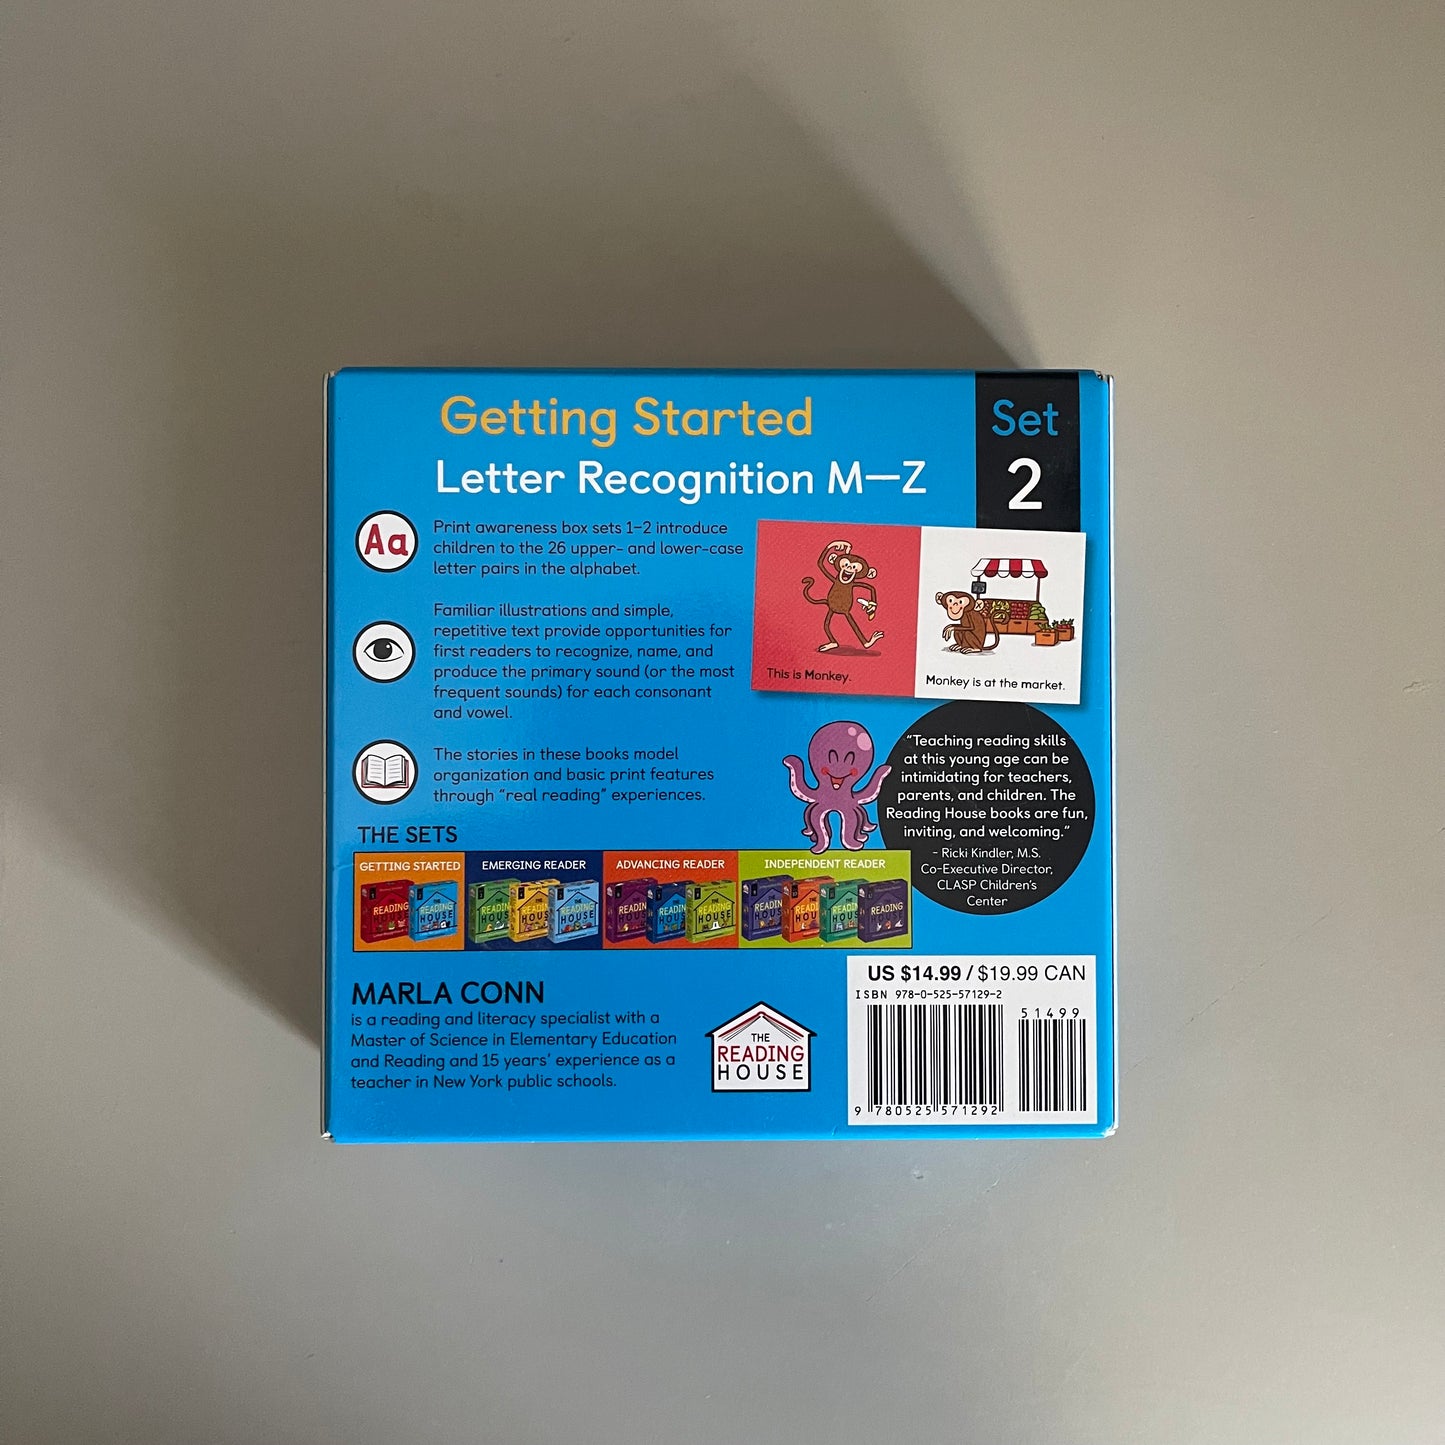 Getting Started
Set
2
Letter Recognition M—Z
Aa
Print awareness box sets 1–2 introduce
children to the 26 upper- and lower-case
letter pairs in the alphabet.
Familiar illustrations and simple,
repetitive text provide opportunities for
first readers to recognize, name, and
produce the primary sound (or the most
frequent sounds) for each consonant
and vowel.
The stories in these books model
organization and basic print features
through “real reading” experiences.
This is Monkey.
Monkey is at the market.
“Teaching reading skills
at this young age can be
intimidating for teachers,
parents, and children. The
Reading House books are fun,
inviting, and welcoming.”
- Ricki Kindler, M.S.
Co-Executive Director,
CLASP Children's
Center
THE SETS
GETTING STARTED
EMERGING READER
ADVANCING READER
INDEPENDENT READER
MARLA CONN
is a reading and literacy specialist with a
Master of Science in Elementary Education
and Reading and 15 years’ experience as a
teacher in New York public schools.
THE
READING
HOUSE
US $14.99 / $19.99 CAN
ISBN 978-0-525-57129-2
51499
9 780525 571292